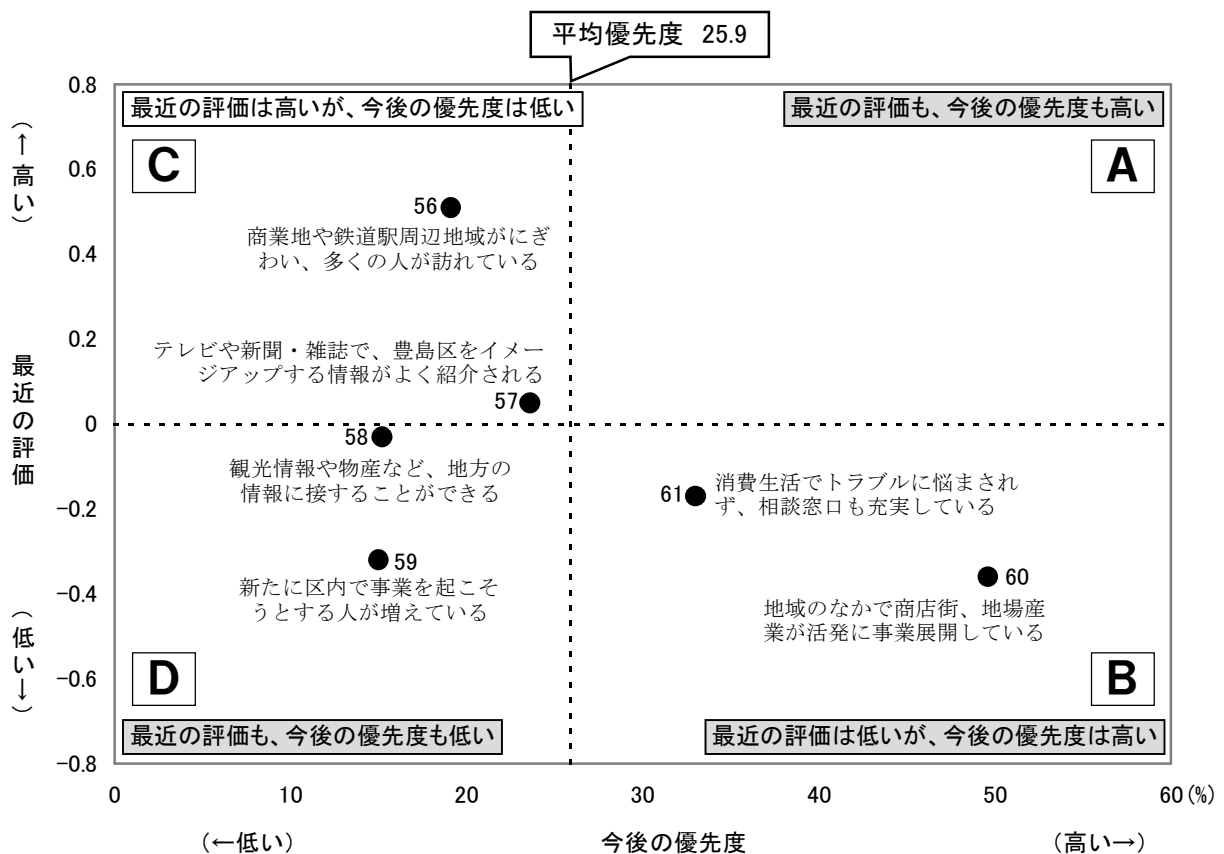 平均優先度 25.9
最近の評価は高いが、今後の優先度は低い
最近の評価も、今後の優先度も高い
C
A
(←高い)
最近の評価
(低い→)
0.8
0.6
0.4
0.2
0
-0.2
-0.4
-0.6
-0.8
56
商業地や鉄道駅周辺地域がにぎ
わい、多くの人が訪れている
テレビや新聞・雑誌で、豊島区をイメー
ジアップする情報がよく紹介される
57
58
観光情報や物産など、地方の
情報に接することができる
61
消費生活でトラブルに悩まされ
ず、相談窓口も充実している
59
新たに区内で事業を起こそ
うとする人が増えている
60
地域のなかで商店街、地場産
業が活発に事業展開している
D
B
最近の評価も、今後の優先度も低い
最近の評価は低いが、今後の優先度は高い
0 10 20 30 40 50 60(%)
(←低い) 今後の優先度 (高い→)